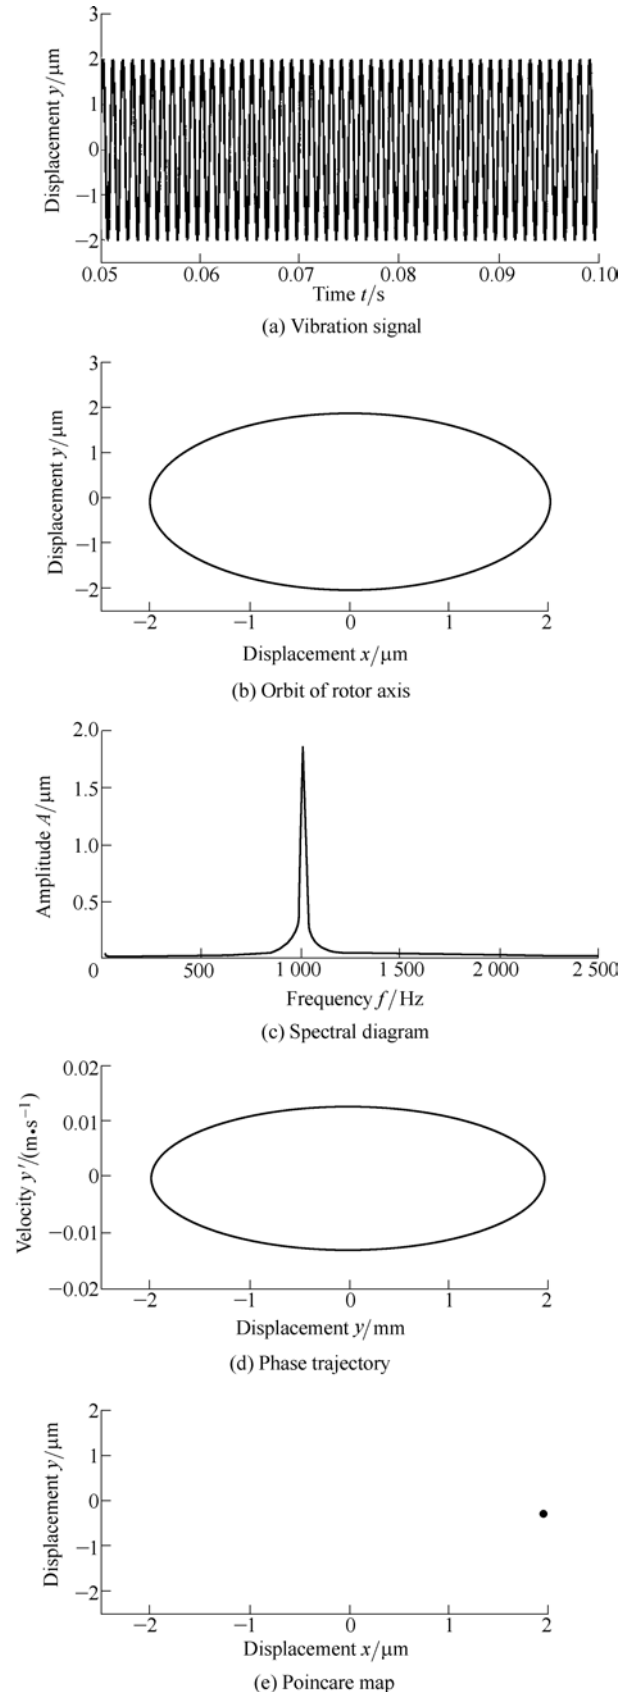 3
2
1
0
−1
−2
Displacement y/μm
0.05 0.06 0.07 0.08 0.09 0.10
Time t/s
(a) Vibration signal
3
2
1
0
−1
−2
Displacement y/μm
−2 −1 0 1 2
Displacement x/μm
(b) Orbit of rotor axis
2.0
1.5
1.0
0.5
Amplitude A/μm
0 500 1 000 1 500 2 000 2 500
Frequency f/Hz
(c) Spectral diagram
0.02
0.01
0
−0.01
−0.02
Velocity y′/(m•s⁻¹)
−2 −1 0 1 2
Displacement y/mm
(d) Phase trajectory
2
1
0
−1
−2
Displacement y/μm
−2 −1 0 1 2
Displacement x/μm
(e) Poincare map